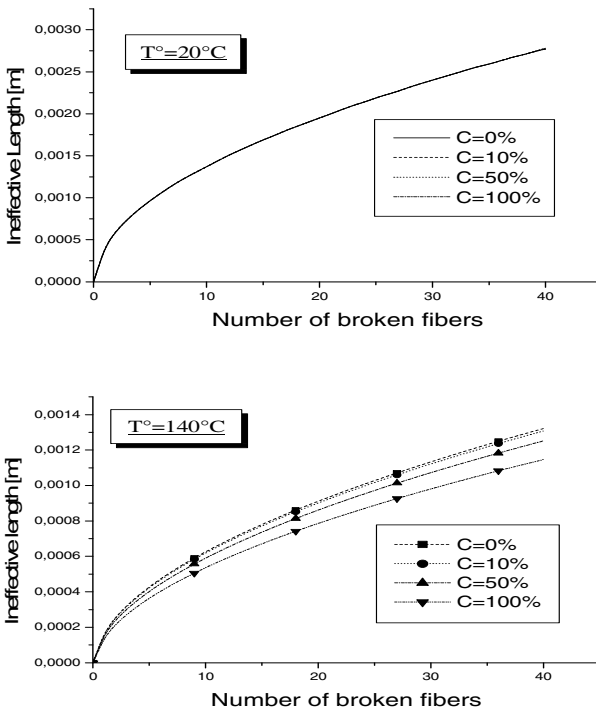 0,0030
T°=20°C
0,0025
0,0020
0,0015
0,0010
0,0005
0,0000
Ineffective Length [m]
C=0%
C=10%
C=50%
C=100%
0 10 20 30 40
Number of broken fibers
0,0014
T°=140°C
0,0012
0,0010
0,0008
0,0006
0,0004
0,0002
0,0000
Ineffective length [m]
C=0%
C=10%
C=50%
C=100%
0 10 20 30 40
Number of broken fibers